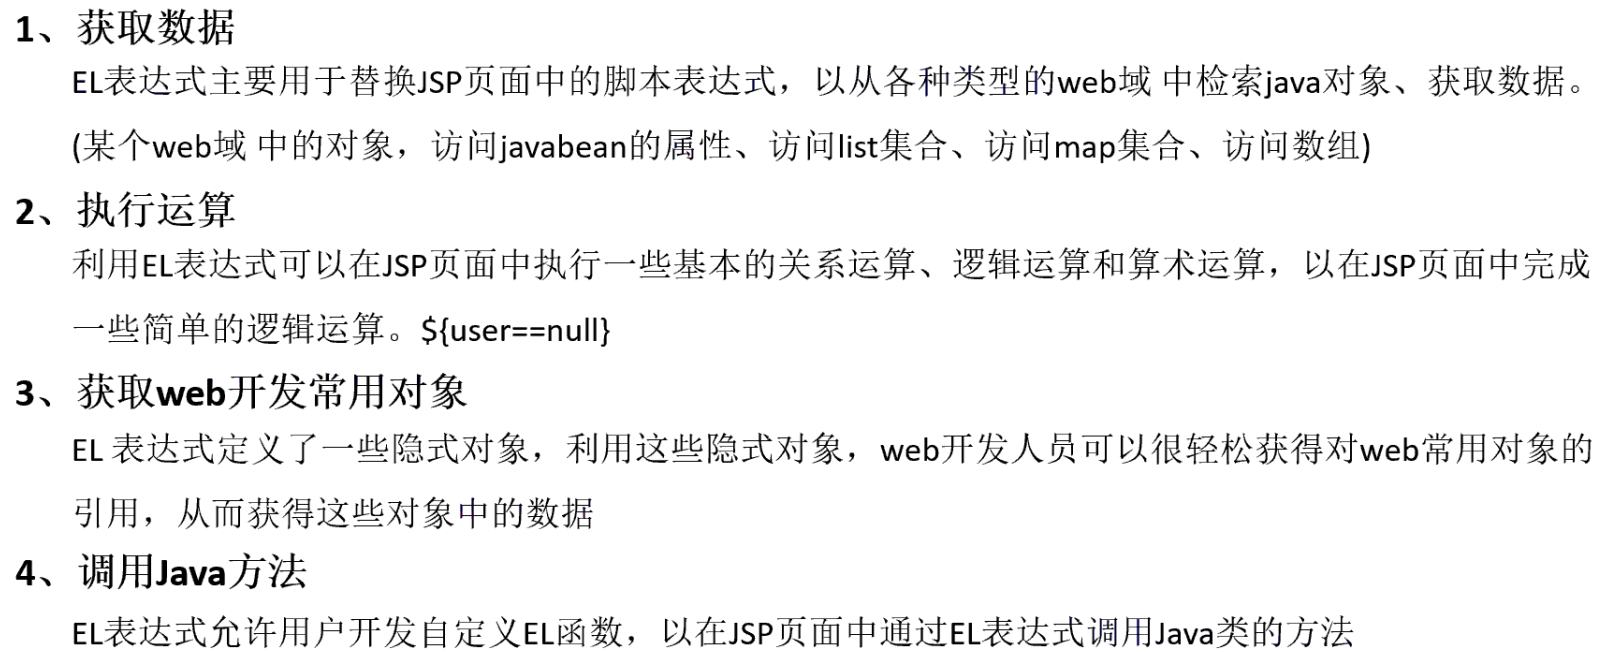 1、获取数据
EL表达式主要用于替换JSP页面中的脚本表达式，以从各种类型的web域 中检索java对象、获取数据。
(某个web域 中的对象，访问javabean的属性、访问list集合、访问map集合、访问数组)
2、执行运算
利用EL表达式可以在JSP页面中执行一些基本的关系运算、逻辑运算和算术运算，以在JSP页面中完成
一些简单的逻辑运算。${user==null}
3、获取web开发常用对象
EL 表达式定义了一些隐式对象，利用这些隐式对象，web开发人员可以很轻松获得对web常用对象的
引用，从而获得这些对象中的数据
4、调用Java方法
EL表达式允许用户开发自定义EL函数，以在JSP页面中通过EL表达式调用Java类的方法